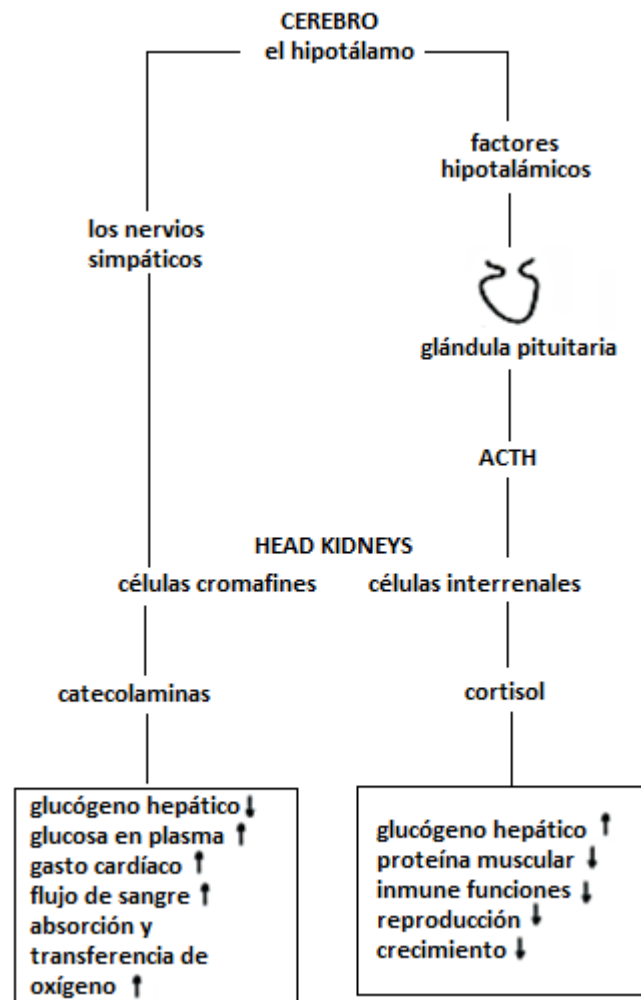 CEREBRO
el hipotálamo
factores
hipotalámicos
los nervios
simpáticos
glándula pituitaria
ACTH
HEAD KIDNEYS
células cromafines
células interrenales
catecolaminas
cortisol
glucógeno hepático ↓
glucosa en plasma ↑
gasto cardíaco ↑
flujo de sangre ↑
absorción y
transferencia de
oxígeno ↑
glucógeno hepático ↑
proteína muscular ↓
inmune funciones ↓
reproducción ↓
crecimiento ↓